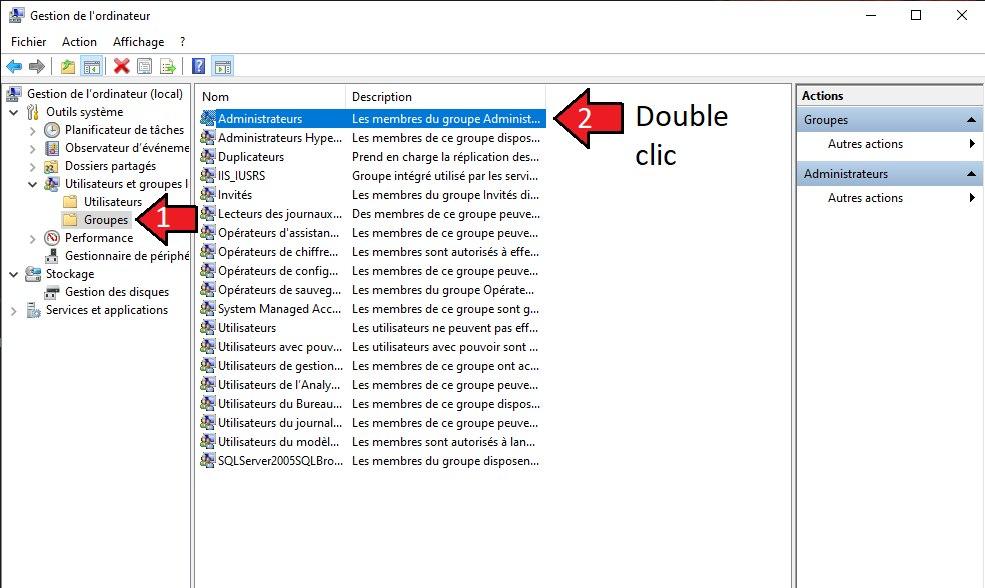 Gestion de l'ordinateur
Fichier Action Affichage ?
Gestion de l'ordinateur (local)
Outils système
Planificateur de tâches
Observateur d'événeme
Dossiers partagés
Utilisateurs et groupes l
Utilisateurs
Groupes
Performance
Gestionnaire de périphé
Stockage
Gestion des disques
Services et applications
1
Nom Description
Administrateurs Les membres du groupe Administ...
Administrateurs Hype... Les membres de ce groupe dispos...
Duplicateurs Prend en charge la réplication des...
IIS_IUSRS Groupe intégré utilisé par les servi...
Invités Les membres du groupe Invités di...
Lecteurs des journaux... Des membres de ce groupe peuve...
Opérateurs d'assistan... Les membres de ce groupe peuve...
Opérateurs de chiffre... Les membres sont autorisés à effe...
Opérateurs de config... Les membres de ce groupe peuve...
Opérateurs de sauveg... Les membres du groupe Opérate...
System Managed Acc... Les membres de ce groupe sont g...
Utilisateurs Les utilisateurs ne peuvent pas eff...
Utilisateurs avec pouv... Les utilisateurs avec pouvoir sont ...
Utilisateurs de gestion... Les membres de ce groupe ont ac...
Utilisateurs de l'Analy... Les membres de ce groupe peuve...
Utilisateurs du Bureau... Les membres de ce groupe dispos...
Utilisateurs du journal... Les membres de ce groupe peuve...
Utilisateurs du modèl... Les membres sont autorisés à lan...
SQLServer2005SQLBro... Les membres du groupe disposen...
2
Double
clic
Actions
Groupes
Autres actions
Administrateurs
Autres actions